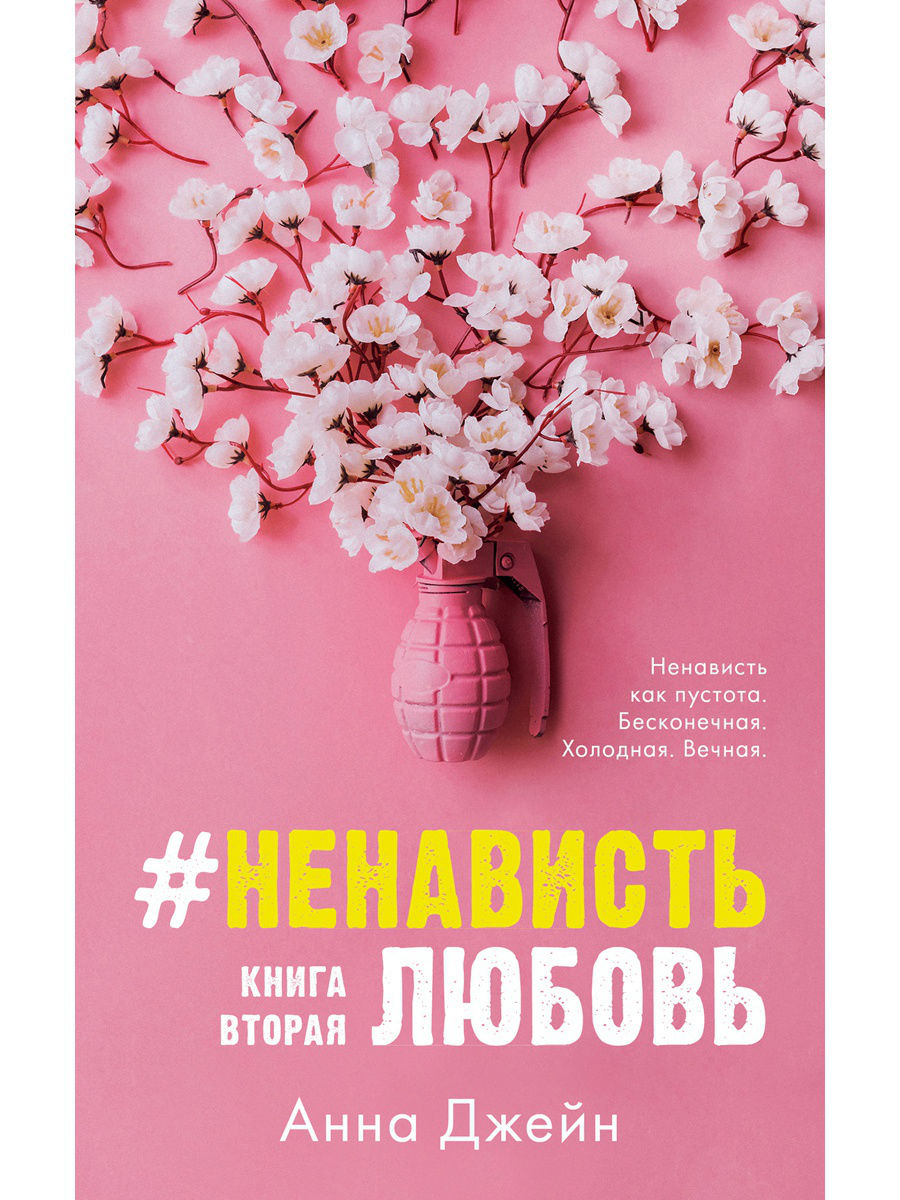 Ненависть
как пустота.
Бесконечная.
Холодная. Вечная.
#НЕНАВИСТЬ
КНИГА
ВТОРАЯ
ЛЮБОВЬ
Анна Джейн